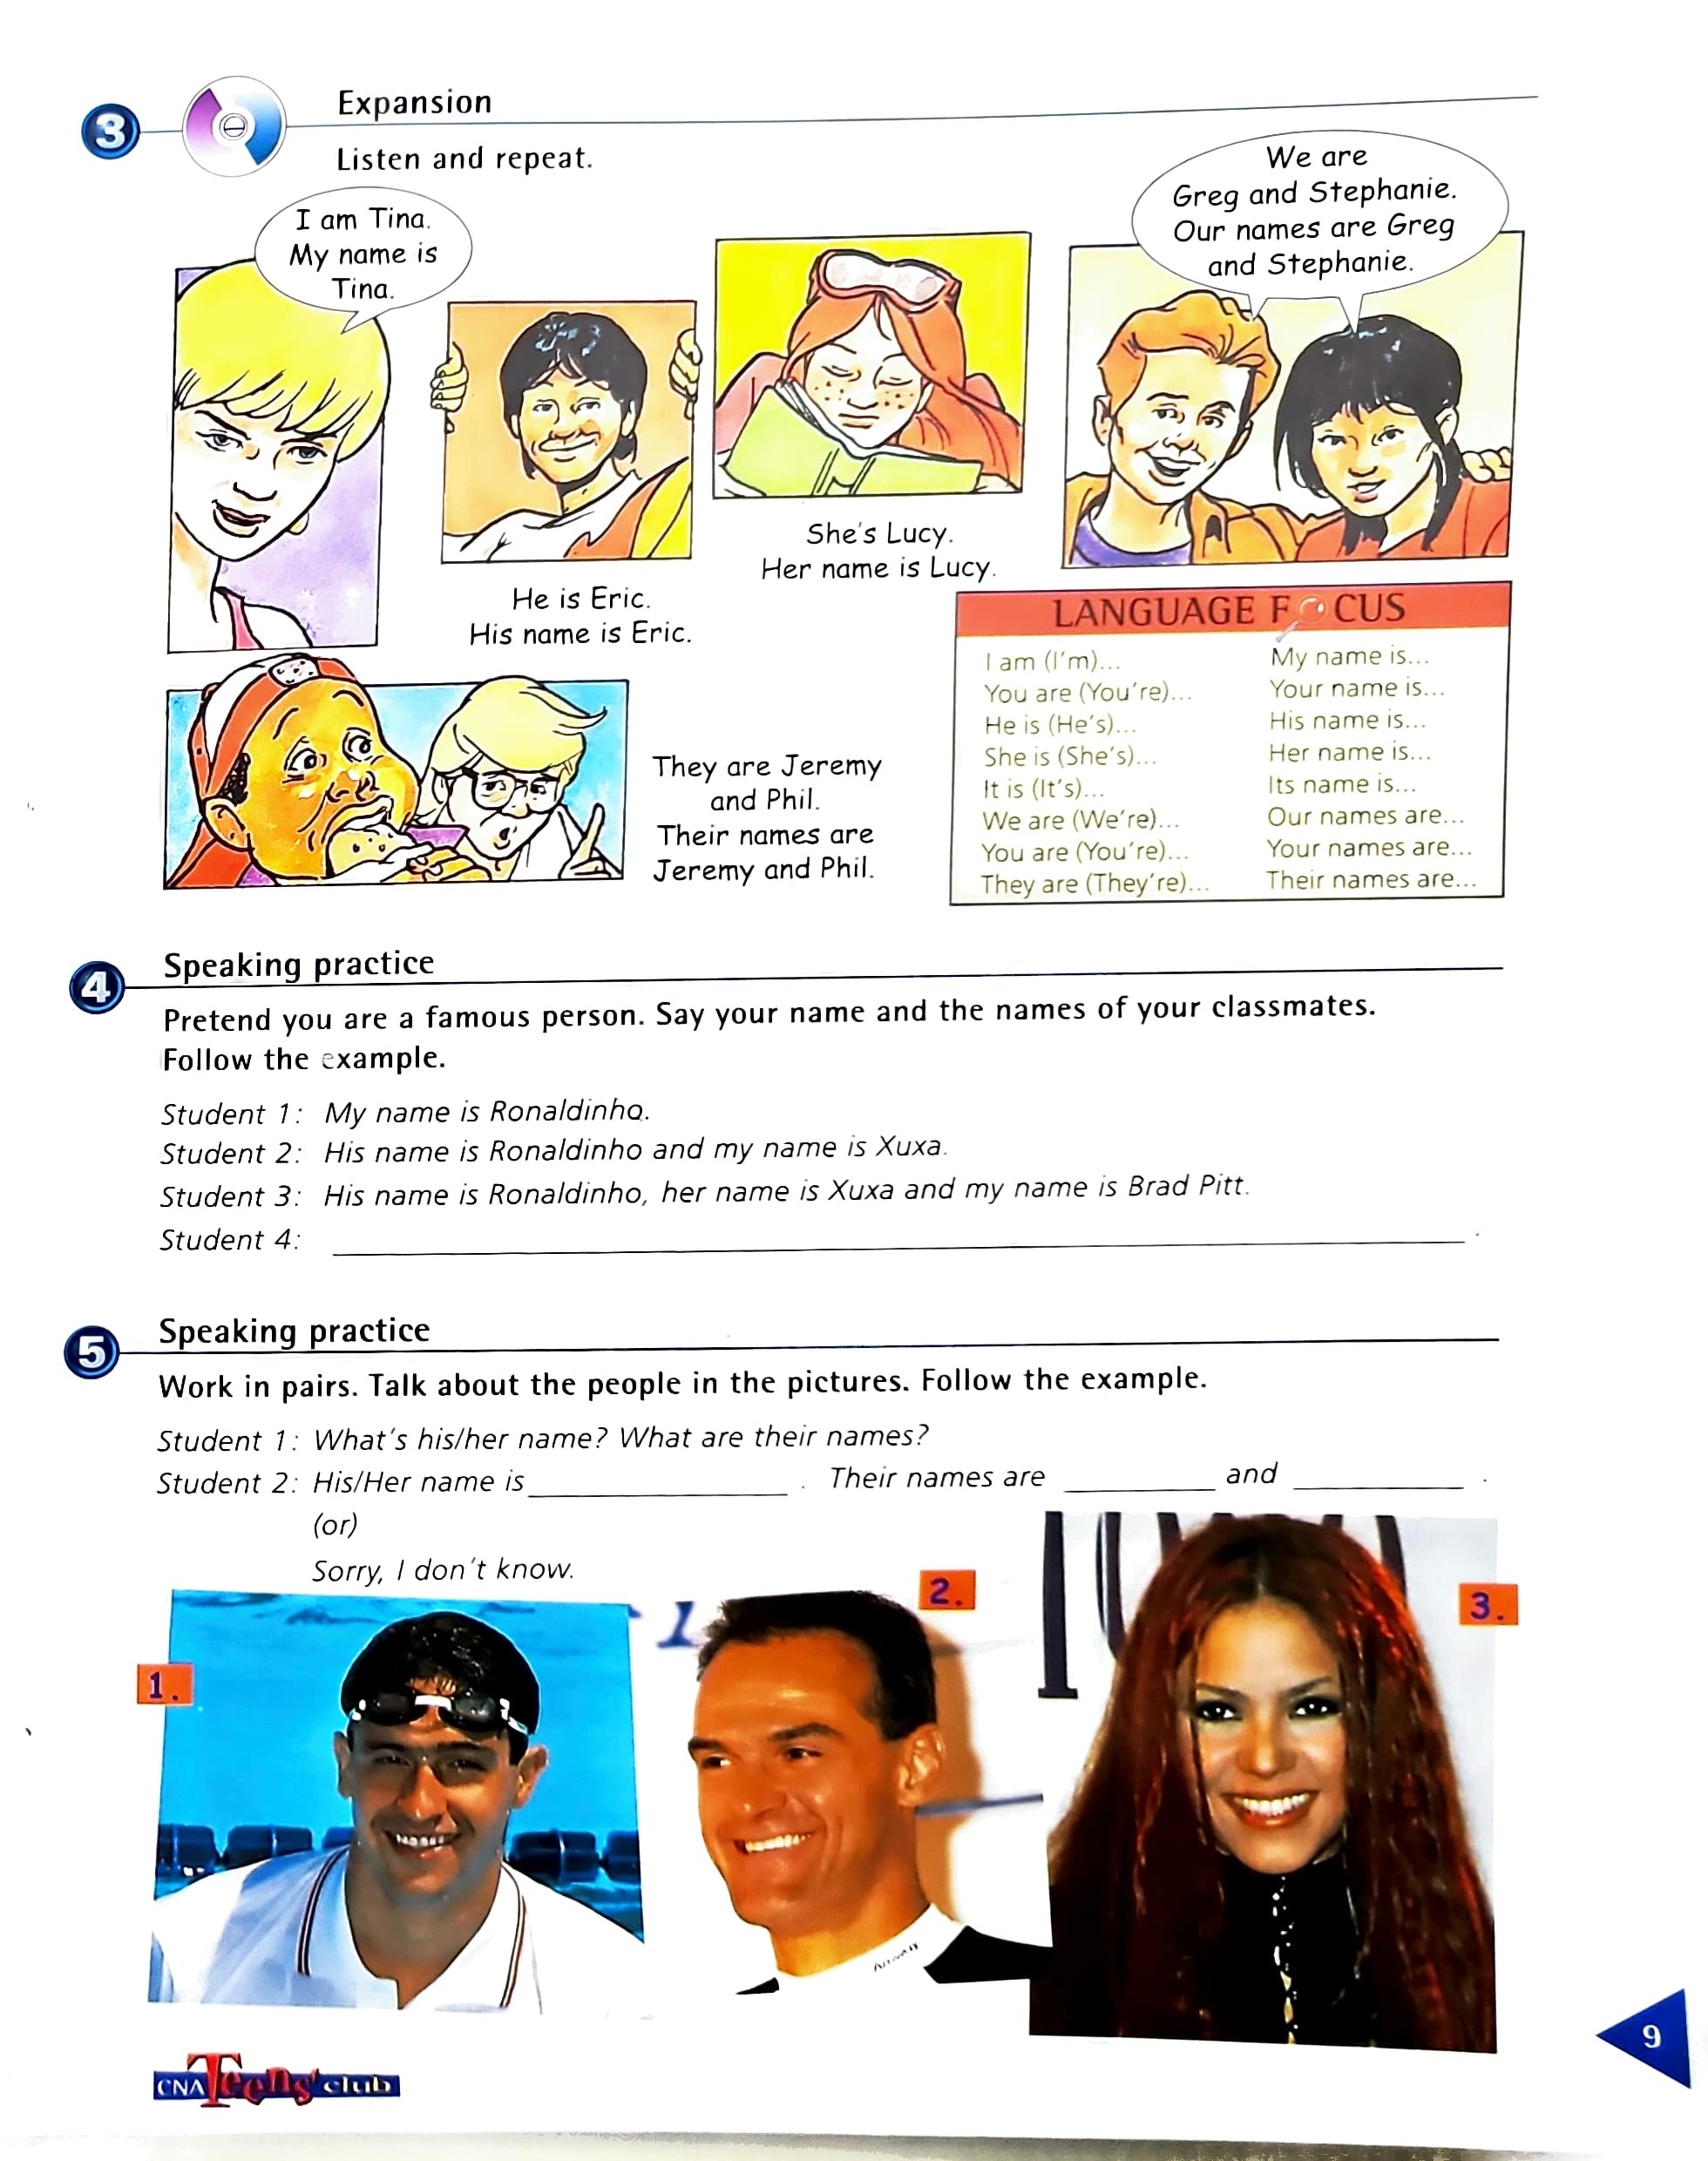 3
Expansion
Listen and repeat.
I am Tina.
My name is
Tina.
He is Eric.
His name is Eric.
She's Lucy.
Her name is Lucy.
We are
Greg and Stephanie.
Our names are Greg
and Stephanie.
They are Jeremy
and Phil.
Their names are
Jeremy and Phil.
LANGUAGE FOCUS
I am (I'm)... My name is...
You are (You're)... Your name is...
He is (He's)... His name is...
She is (She's)... Her name is...
It is (It's)... Its name is...
We are (We're)... Our names are...
You are (You're)... Your names are...
They are (They're)... Their names are...
4
Speaking practice
Pretend you are a famous person. Say your name and the names of your classmates.
Follow the example.
Student 1: My name is Ronaldinho.
Student 2: His name is Ronaldinho and my name is Xuxa.
Student 3: His name is Ronaldinho, her name is Xuxa and my name is Brad Pitt.
Student 4: ______________________________ .
5
Speaking practice
Work in pairs. Talk about the people in the pictures. Follow the example.
Student 1: What's his/her name? What are their names?
Student 2: His/Her name is ____________ . Their names are ________ and ________ .
(or)
Sorry, I don't know.
1.
2.
3.
CNA Teens' club
9